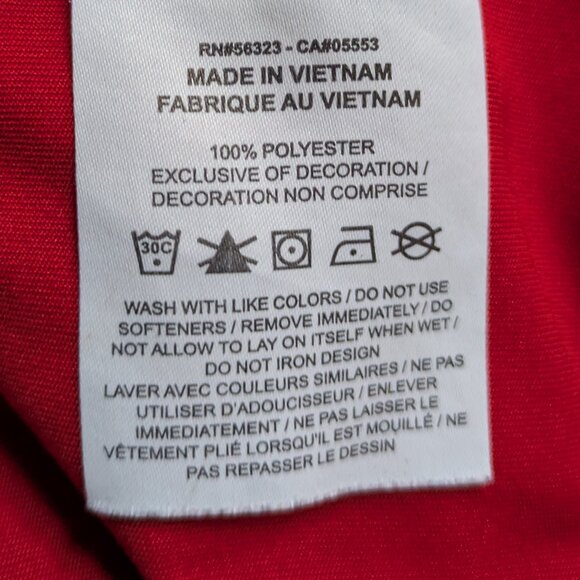 RN#56323 - CA#05553
MADE IN VIETNAM
FABRIQUE AU VIETNAM
100% POLYESTER
EXCLUSIVE OF DECORATION /
DECORATION NON COMPRISE
30C
WASH WITH LIKE COLORS / DO NOT USE
SOFTENERS / REMOVE IMMEDIATELY / DO
NOT ALLOW TO LAY ON ITSELF WHEN WET /
DO NOT IRON DESIGN
LAVER AVEC COULEURS SIMILAIRES / NE PAS
UTILISER D'ADOUCISSEUR / ENLEVER
IMMEDIATEMENT / NE PAS LAISSER LE
VÊTEMENT PLIÉ LORSQU'IL EST MOUILLÉ / NE
PAS REPASSER LE DESSIN